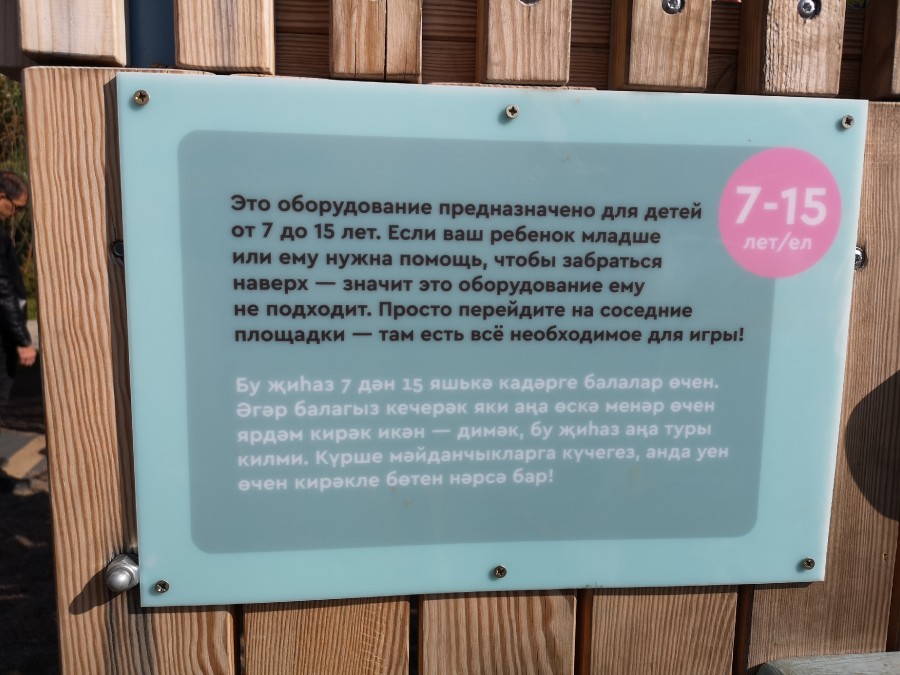 Это оборудование предназначено для детей
от 7 до 15 лет. Если ваш ребенок младше
или ему нужна помощь, чтобы забраться
наверх — значит это оборудование ему
не подходит. Просто перейдите на соседние
площадки — там есть всё необходимое для игры!
7-15
лет/ел
Бу җиһаз 7 дән 15 яшькә кадәрге балалар өчен.
Әгәр балагыз кечерәк яки аңа өскә менәр өчен
ярдәм кирәк икән — димәк, бу җиһаз аңа туры
килми. Күрше мәйданчыкларга күчегез, анда уен
өчен кирәкле бөтен нәрсә бар!